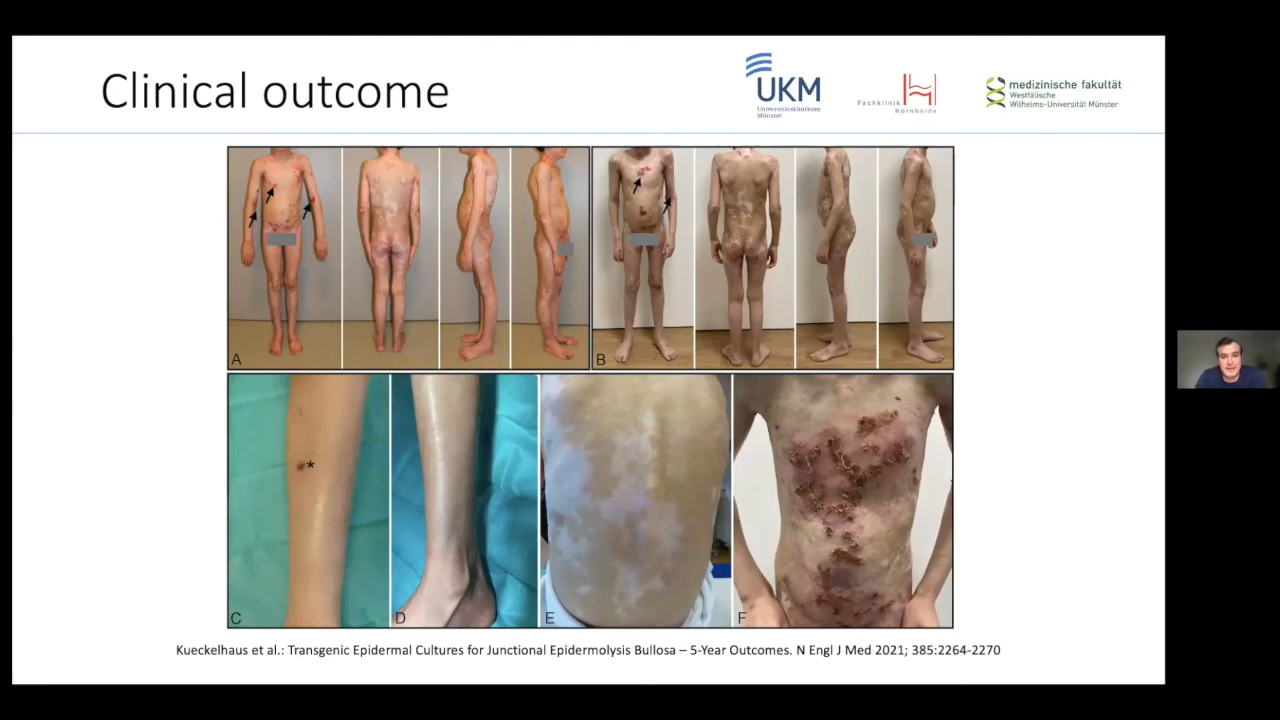 Clinical outcome
UKM
Universitätsklinikum
Münster
Fachklinik
Hornheide
medizinische fakultät
Westfälische
Wilhelms-Universität Münster
A
B
*
C
D
E
F
Kueckelhaus et al.: Transgenic Epidermal Cultures for Junctional Epidermolysis Bullosa – 5-Year Outcomes. N Engl J Med 2021; 385:2264-2270